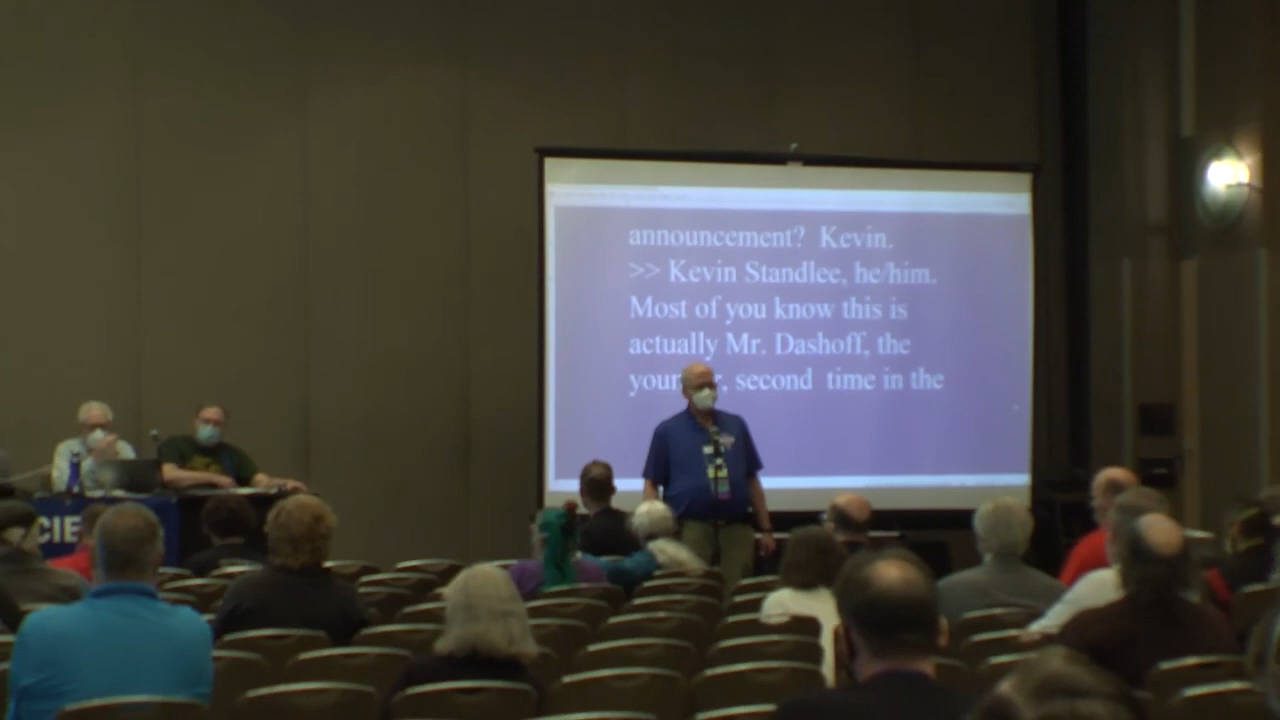 announcement? Kevin.
>> Kevin Standlee, he/him.
Most of you know this is
actually Mr. Dashoff, the
second time in the
CIE